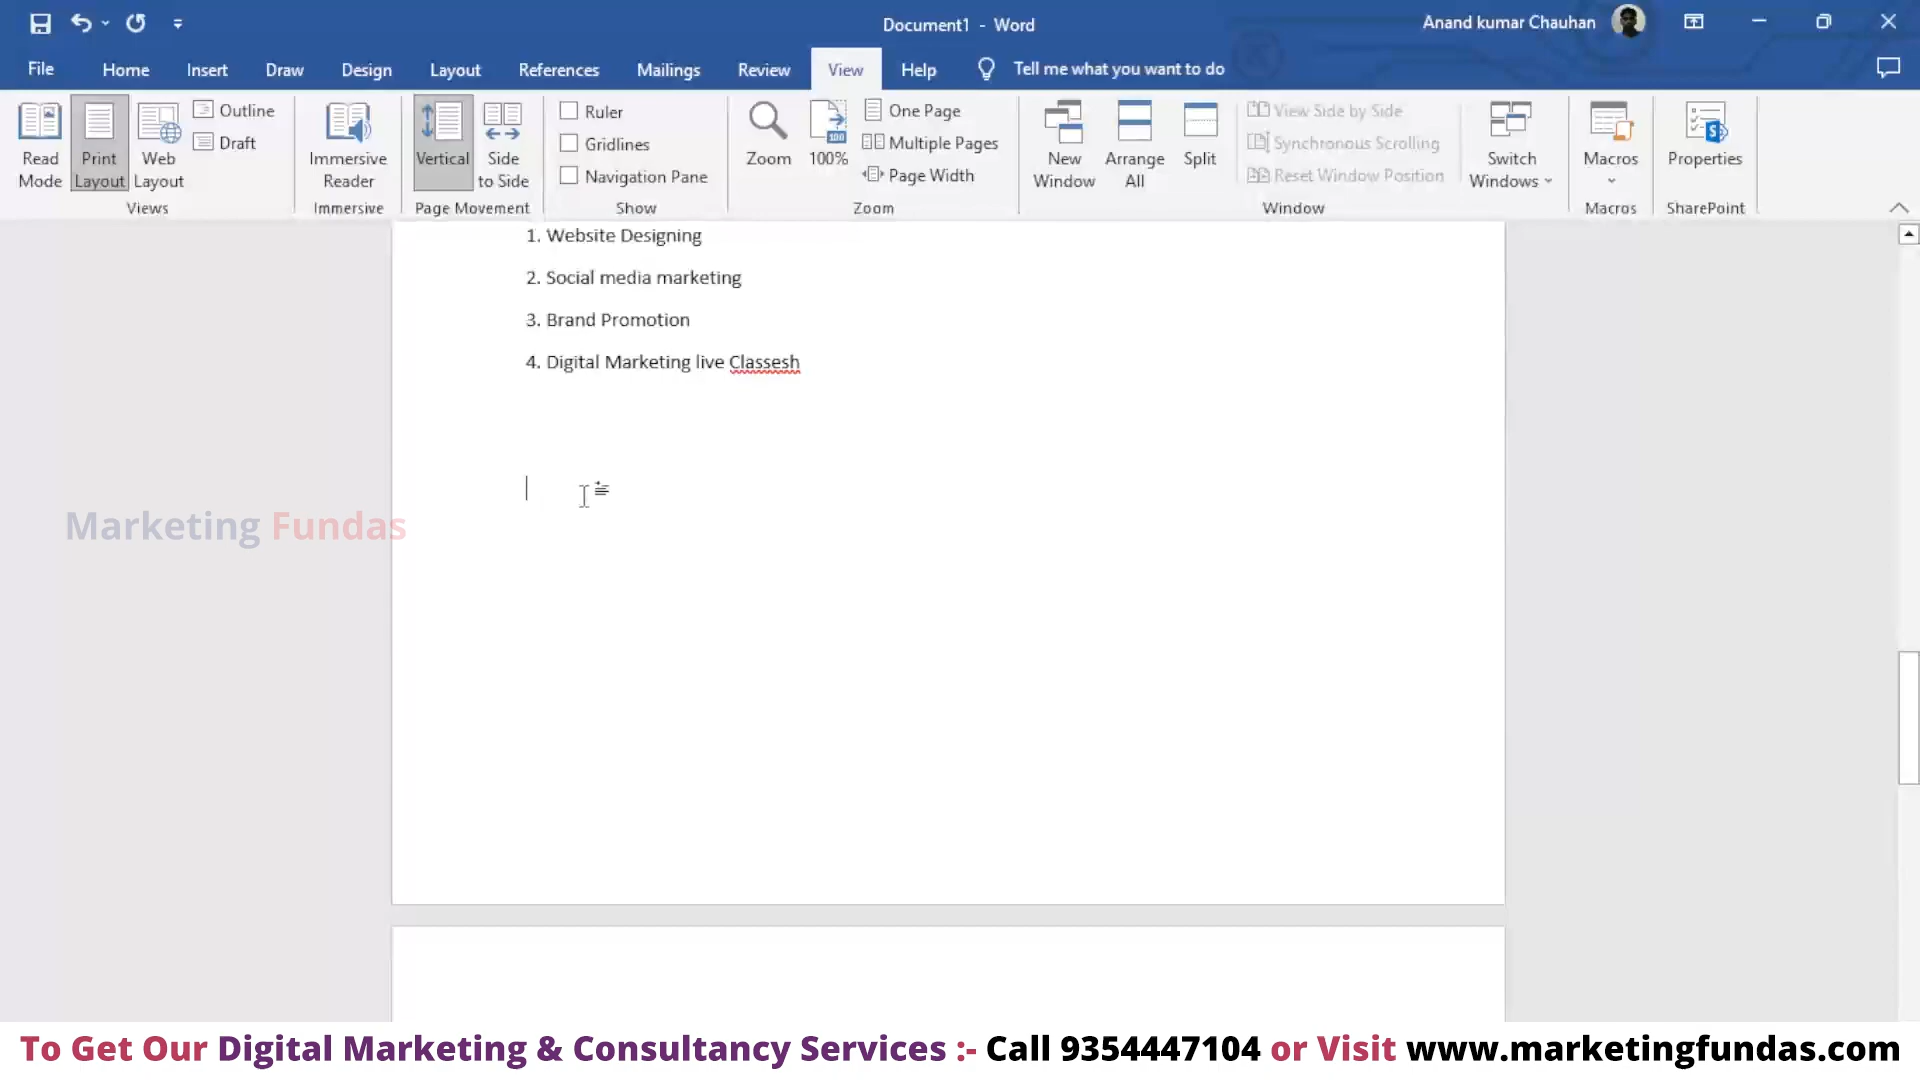 Document1 - Word
Anand kumar Chauhan
File Home Insert Draw Design Layout References Mailings Review View Help Tell me what you want to do
Read Mode
Print Layout
Web Layout
Outline
Draft
Views
Immersive Reader
Immersive
Vertical
Side to Side
Page Movement
Ruler
Gridlines
Navigation Pane
Show
Zoom
100
100%
One Page
Multiple Pages
Page Width
Zoom
New Window
Arrange All
Split
View Side by Side
Synchronous Scrolling
Reset Window Position
Window
Switch Windows
Macros
Macros
S
Properties
SharePoint
1. Website Designing
2. Social media marketing
3. Brand Promotion
4. Digital Marketing live Classesh
Marketing Fundas
To Get Our Digital Marketing & Consultancy Services :- Call 9354447104 or Visit www.marketingfundas.com